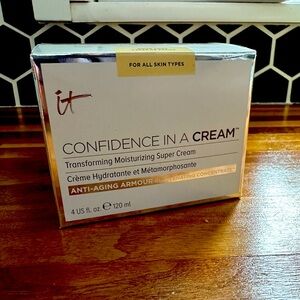 FOR ALL SKIN TYPES
it
CONFIDENCE IN A CREAM™
Transforming Moisturizing Super Cream
Crème Hydratante et Métamorphosante
ANTI-AGING ARMOUR CONCENTRATE
4 US fl. oz. ℮ 120 ml